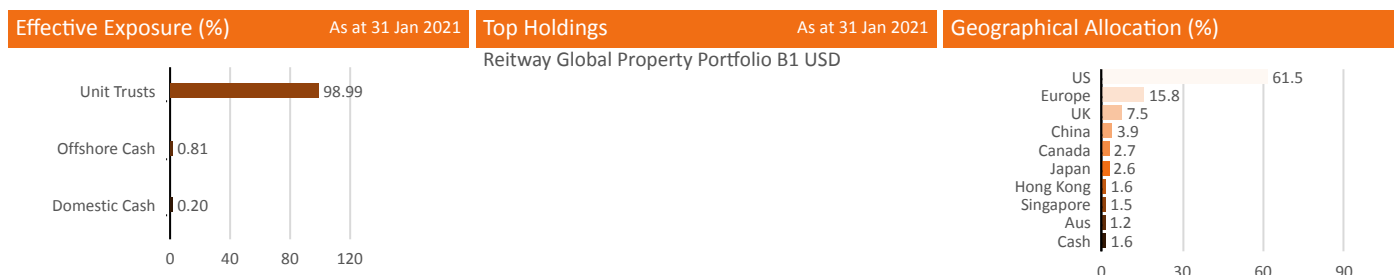 Effective Exposure (%) As at 31 Jan 2021
Unit Trusts 98.99
Offshore Cash 0.81
Domestic Cash 0.20
0 40 80 120
Top Holdings As at 31 Jan 2021
Reitway Global Property Portfolio B1 USD
Geographical Allocation (%)
US 61.5
Europe 15.8
UK 7.5
China 3.9
Canada 2.7
Japan 2.6
Hong Kong 1.6
Singapore 1.5
Aus 1.2
Cash 1.6
0 30 60 90